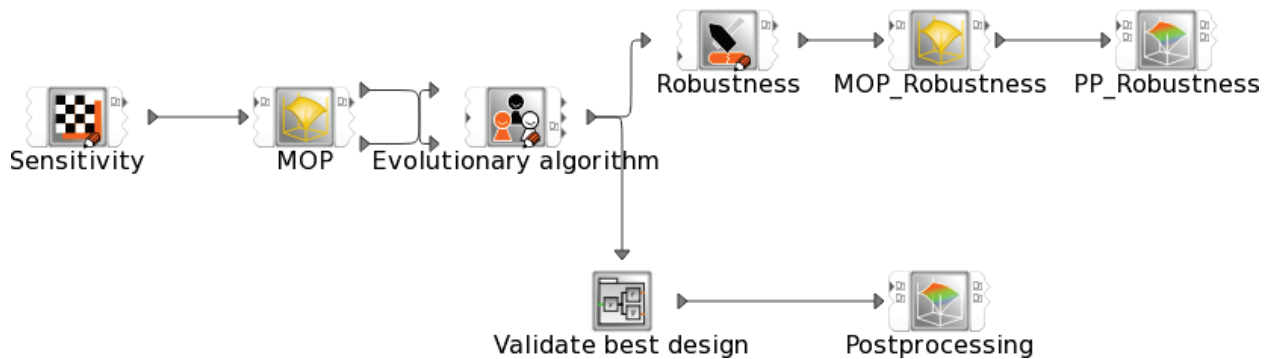 Robustness
MOP_Robustness
PP_Robustness
Sensitivity
MOP
Evolutionary algorithm
Validate best design
Postprocessing